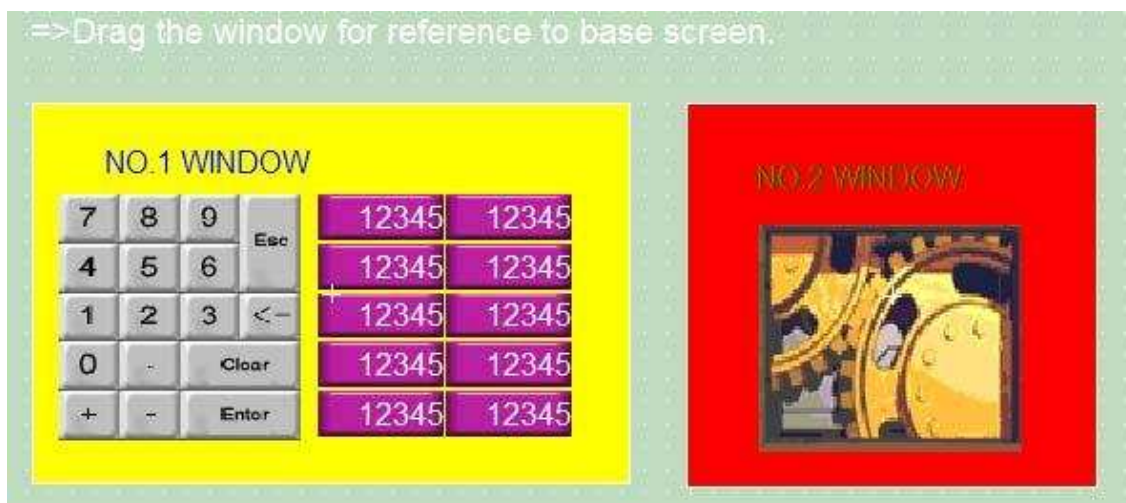 =>Drag the window for reference to base screen.
NO.1 WINDOW
7 8 9 Esc
4 5 6
1 2 3 <-
0 . Clear
+ - Enter
12345 12345
12345 12345
12345 12345
12345 12345
12345 12345
NO.2 WINDOW